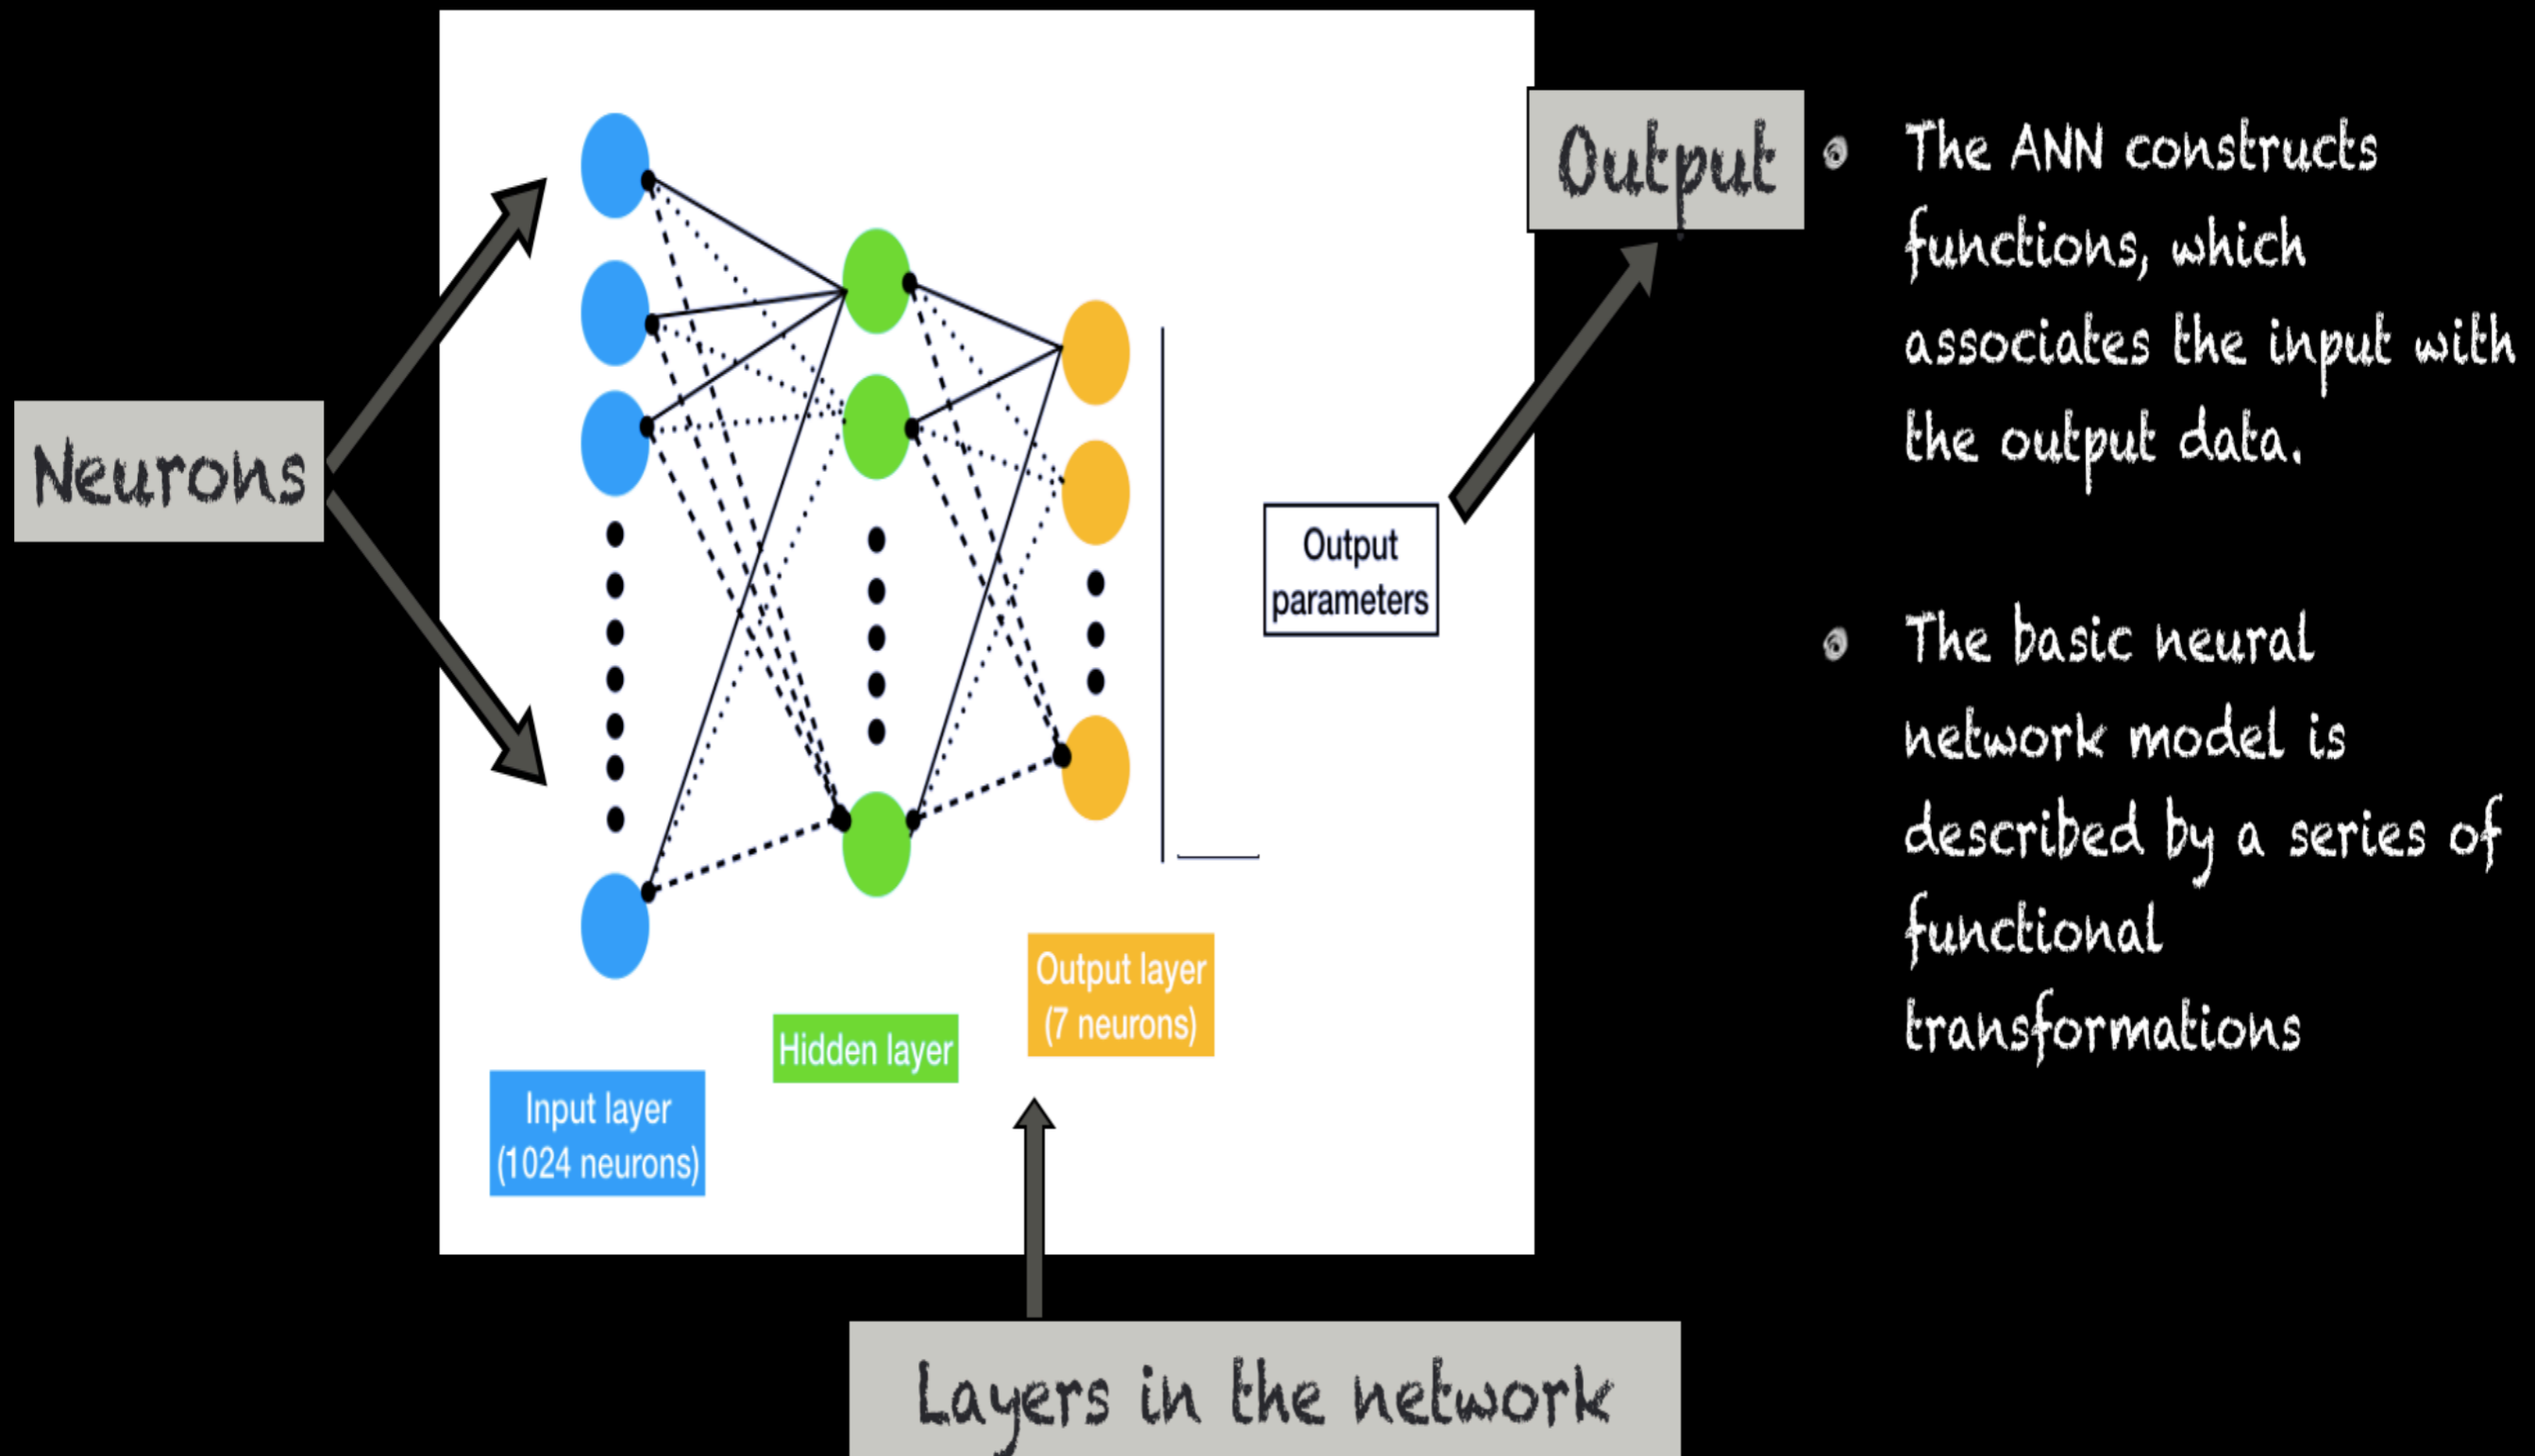 Neurons
Output
parameters
Output layer
(7 neurons)
Hidden layer
Input layer
(1024 neurons)
Layers in the network
Output
The ANN constructs
functions, which
associates the input with
the output data.
The basic neural
network model is
described by a series of
functional
transformations